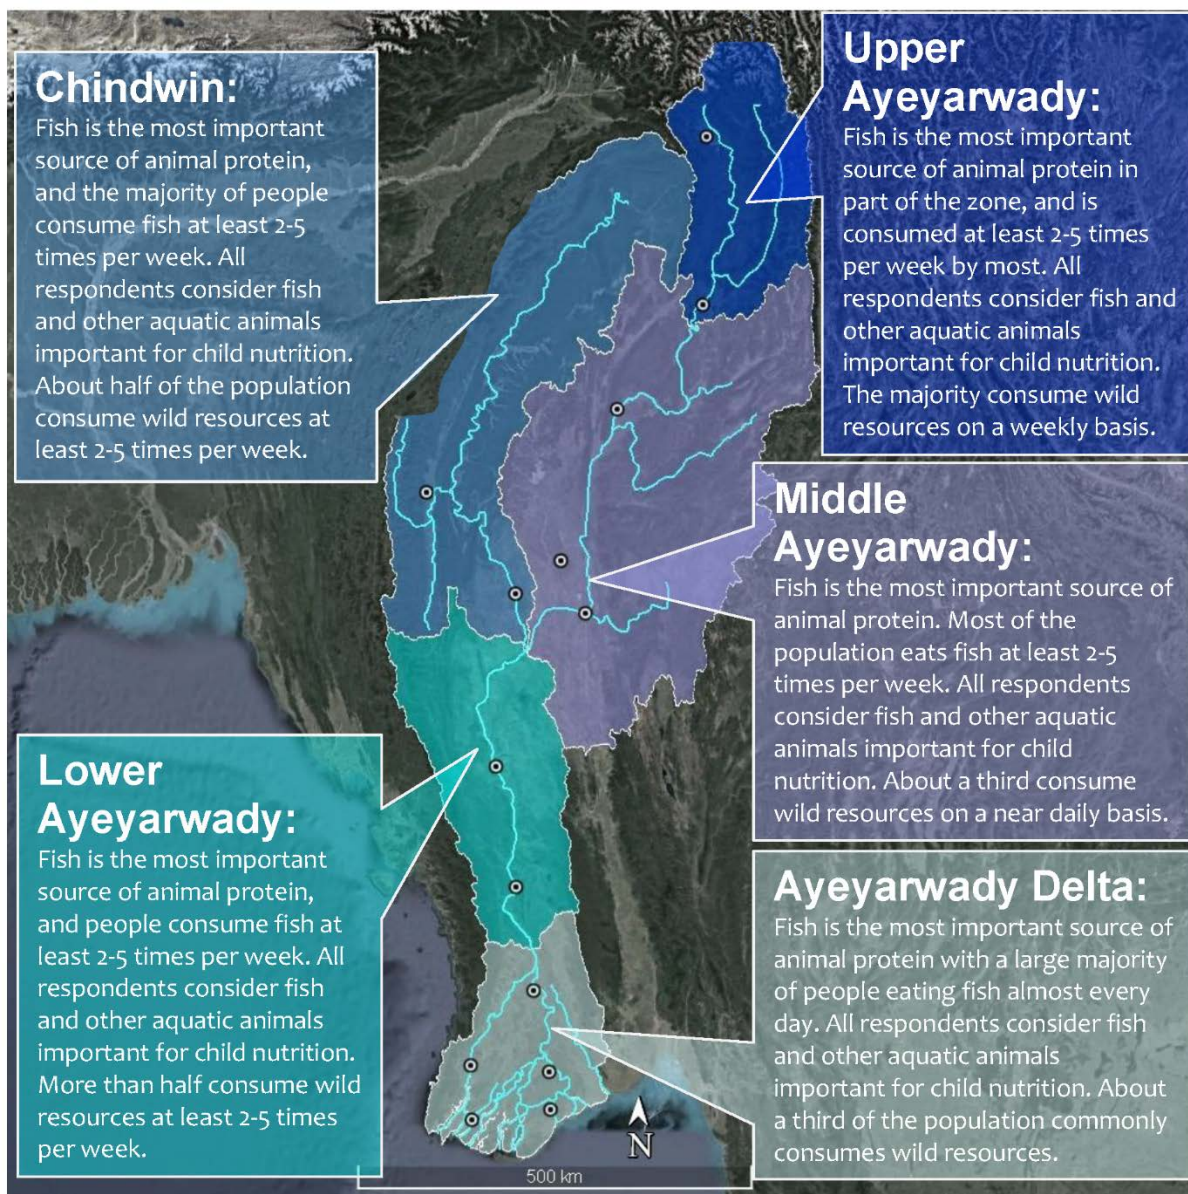 Chindwin:
Fish is the most important
source of animal protein,
and the majority of people
consume fish at least 2-5
times per week. All
respondents consider fish
and other aquatic animals
important for child nutrition.
About half of the population
consume wild resources at
least 2-5 times per week.
Upper
Ayeyarwady:
Fish is the most important
source of animal protein in
part of the zone, and is
consumed at least 2-5 times
per week by most. All
respondents consider fish and
other aquatic animals
important for child nutrition.
The majority consume wild
resources on a weekly basis.
Middle
Ayeyarwady:
Fish is the most important source of
animal protein. Most of the
population eats fish at least 2-5
times per week. All respondents
consider fish and other aquatic
animals important for child
nutrition. About a third consume
wild resources on a near daily basis.
Lower
Ayeyarwady:
Fish is the most important
source of animal protein,
and people consume fish at
least 2-5 times per week. All
respondents consider fish
and other aquatic animals
important for child nutrition.
More than half consume wild
resources at least 2-5 times
per week.
Ayeyarwady Delta:
Fish is the most important source of
animal protein with a large majority
of people eating fish almost every
day. All respondents consider fish
and other aquatic animals
important for child nutrition. About
a third of the population commonly
consumes wild resources.
N
500 km